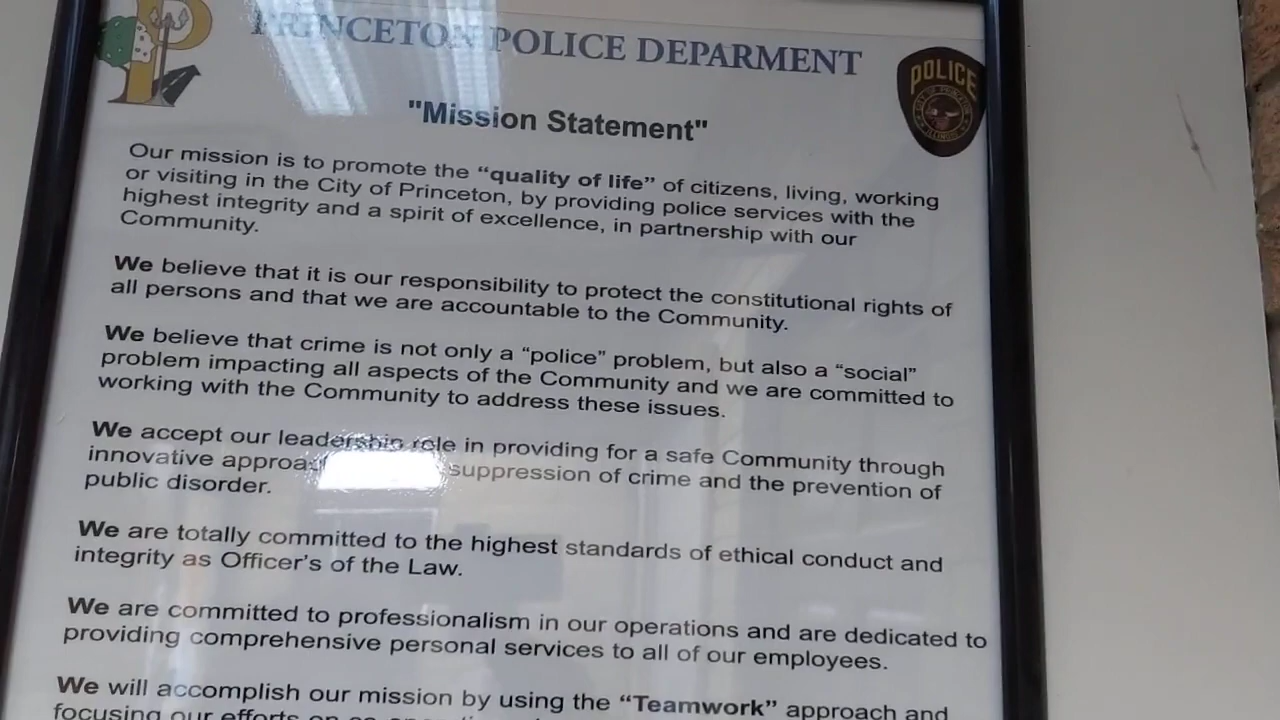 PRINCETON POLICE DEPARMENT
POLICE
CITY OF PRINCETON
ILLINOIS
"Mission Statement"
Our mission is to promote the “quality of life” of citizens, living, working
or visiting in the City of Princeton, by providing police services with the
highest integrity and a spirit of excellence, in partnership with our
Community.
We believe that it is our responsibility to protect the constitutional rights of
all persons and that we are accountable to the Community.
We believe that crime is not only a “police” problem, but also a “social”
problem impacting all aspects of the Community and we are committed to
working with the Community to address these issues.
We accept our leadership role in providing for a safe Community through
innovative suppression of crime and the prevention of
public disorder.
We are totally committed to the highest standards of ethical conduct and
integrity as Officer’s of the Law.
We are committed to professionalism in our operations and are dedicated to
providing comprehensive personal services to all of our employees.
We will accomplish our mission by using the “Teamwork” approach and
focusing our efforts on